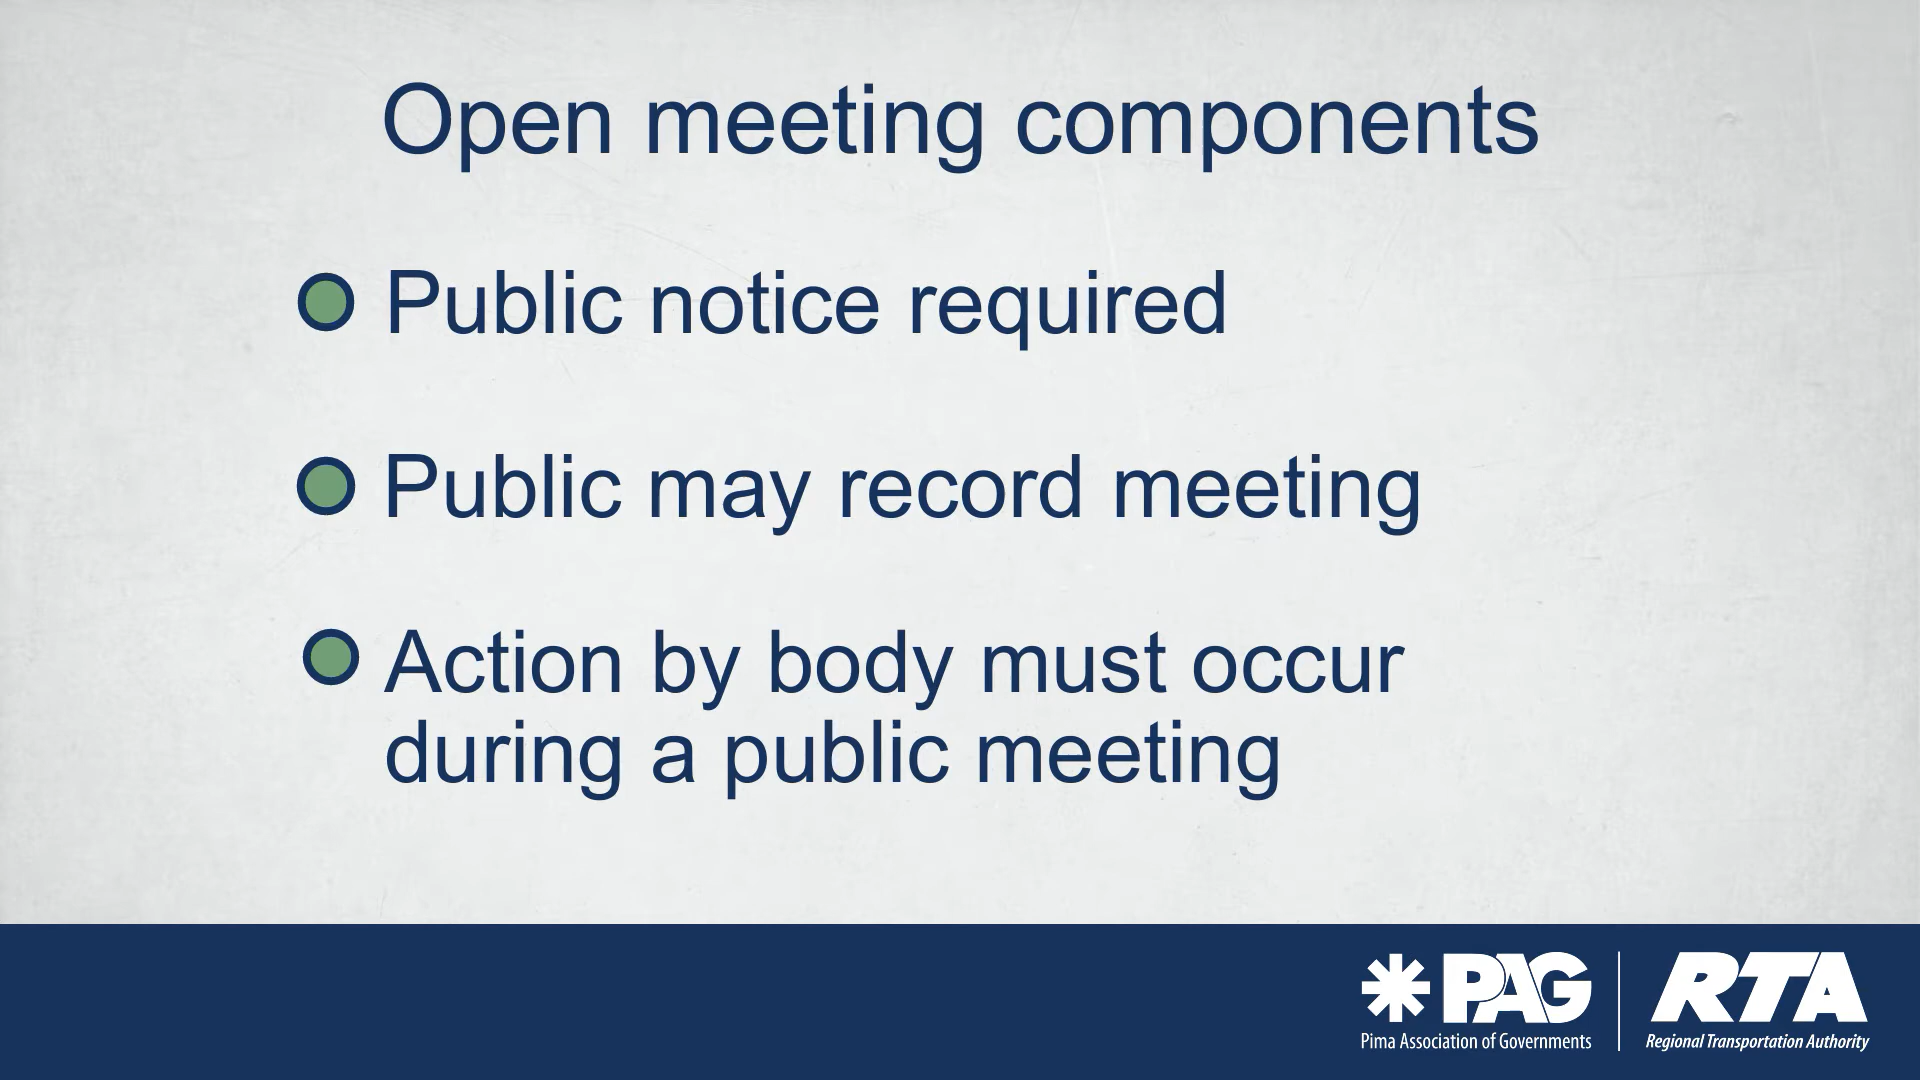 Open meeting components
Public notice required
Public may record meeting
Action by body must occur
during a public meeting
PAG
Pima Association of Governments
RTA
Regional Transportation Authority